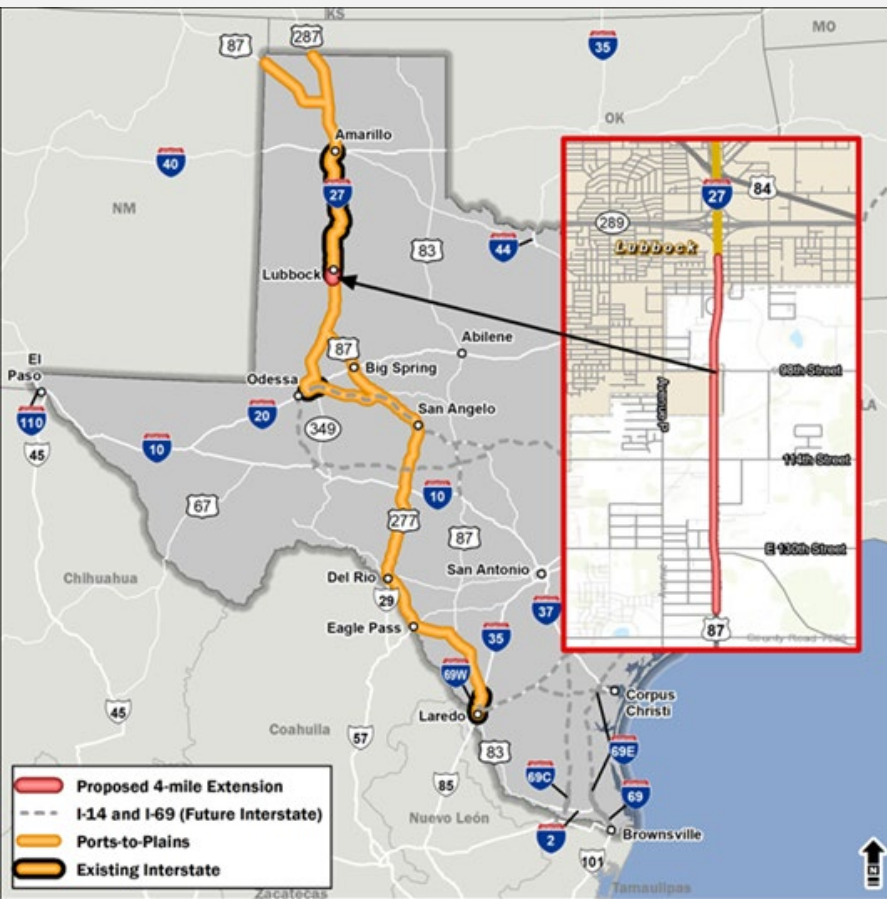 KS
MO
87
287
35
OK
Amarillo
40
27
NM
83
44
Lubbock
87
Abilene
Big Spring
El
Paso
Odessa
110
20
349
San Angelo
45
10
67
10
277
87
Chihuahua
Del Rio
San Antonio
29
37
Eagle Pass
35
69W
45
Coahuila
57
Laredo
Corpus
Christi
83
69E
69C
69
85
Nuevo León
2
Brownsville
101
Zacatecas
Tamaulipas
LA
27
84
289
Lubbock
98th Street
Avenue P
114th Street
E 130th Street
87
Proposed 4-mile Extension
I-14 and I-69 (Future Interstate)
Ports-to-Plains
Existing Interstate
N